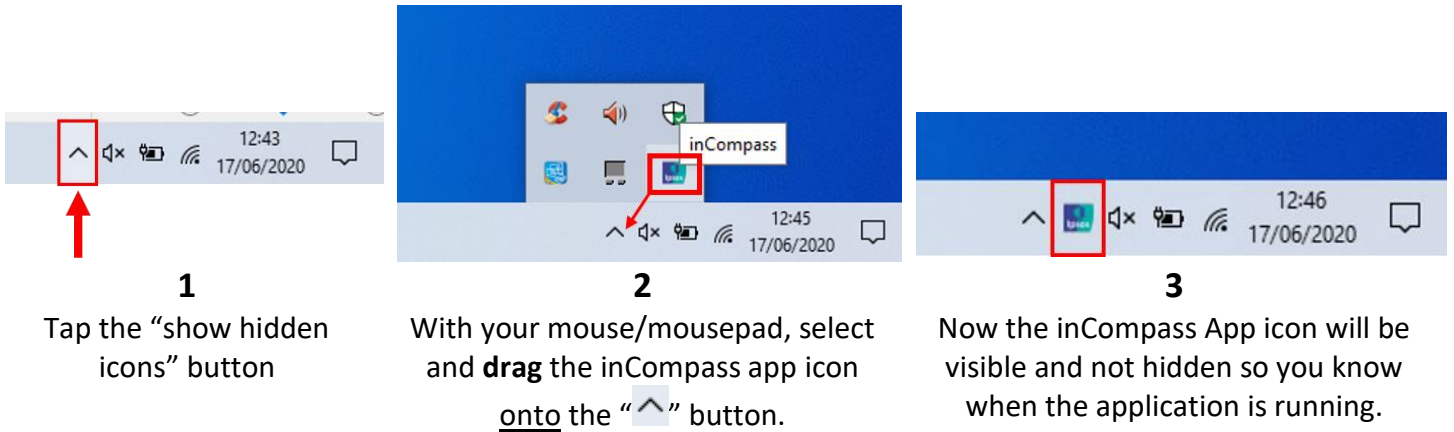 12:43
17/06/2020
1
Tap the “show hidden
icons” button
inCompass
Ipsos
12:45
17/06/2020
2
With your mouse/mousepad, select
and drag the inCompass app icon
onto the “^” button.
Ipsos
12:46
17/06/2020
3
Now the inCompass App icon will be
visible and not hidden so you know
when the application is running.